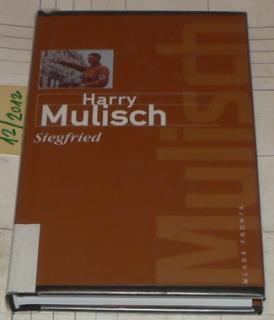 12/2012
Harry
Mulisch
Siegfried
Mulisch
MLADÁ FRONTA